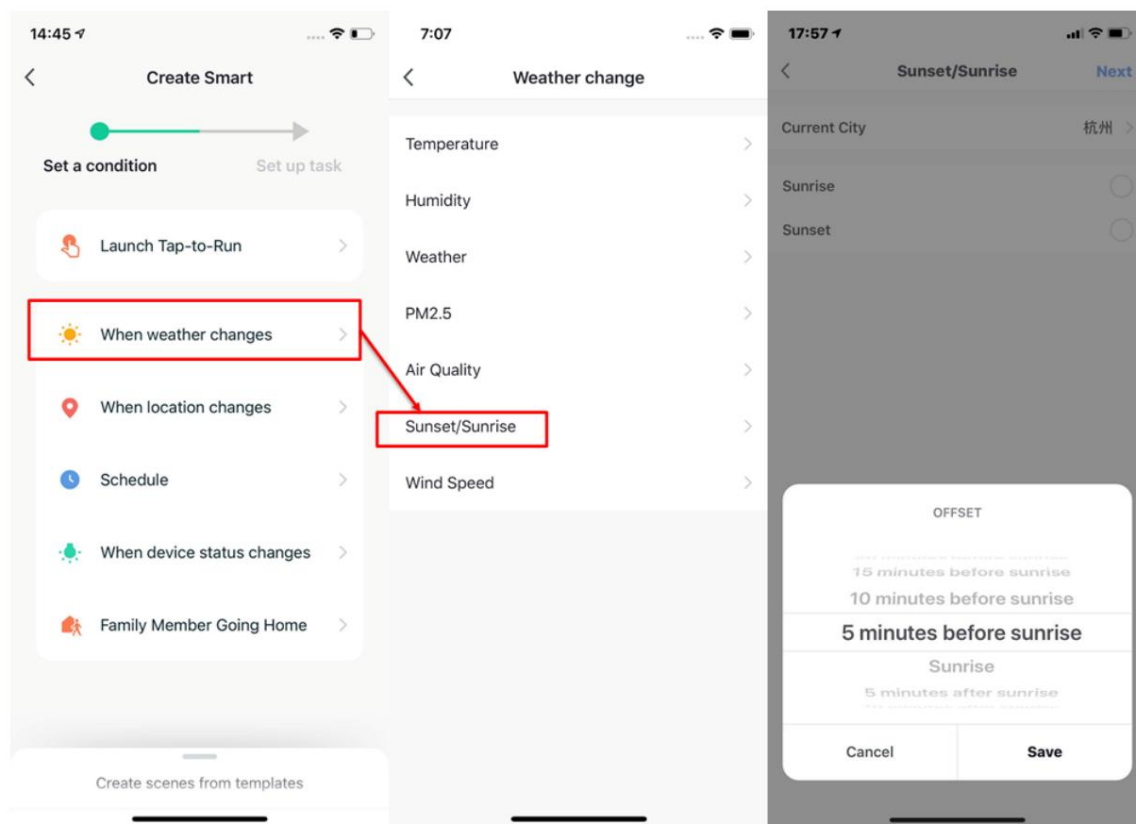 14:45
Create Smart
Set a condition
Set up task
Launch Tap-to-Run
When weather changes
When location changes
Schedule
When device status changes
Family Member Going Home
Create scenes from templates
7:07
Weather change
Temperature
Humidity
Weather
PM2.5
Air Quality
Sunset/Sunrise
Wind Speed
17:57
Sunset/Sunrise
Next
Current City
杭州
Sunrise
Sunset
OFFSET
15 minutes before sunrise
10 minutes before sunrise
5 minutes before sunrise
Sunrise
5 minutes after sunrise
Cancel
Save